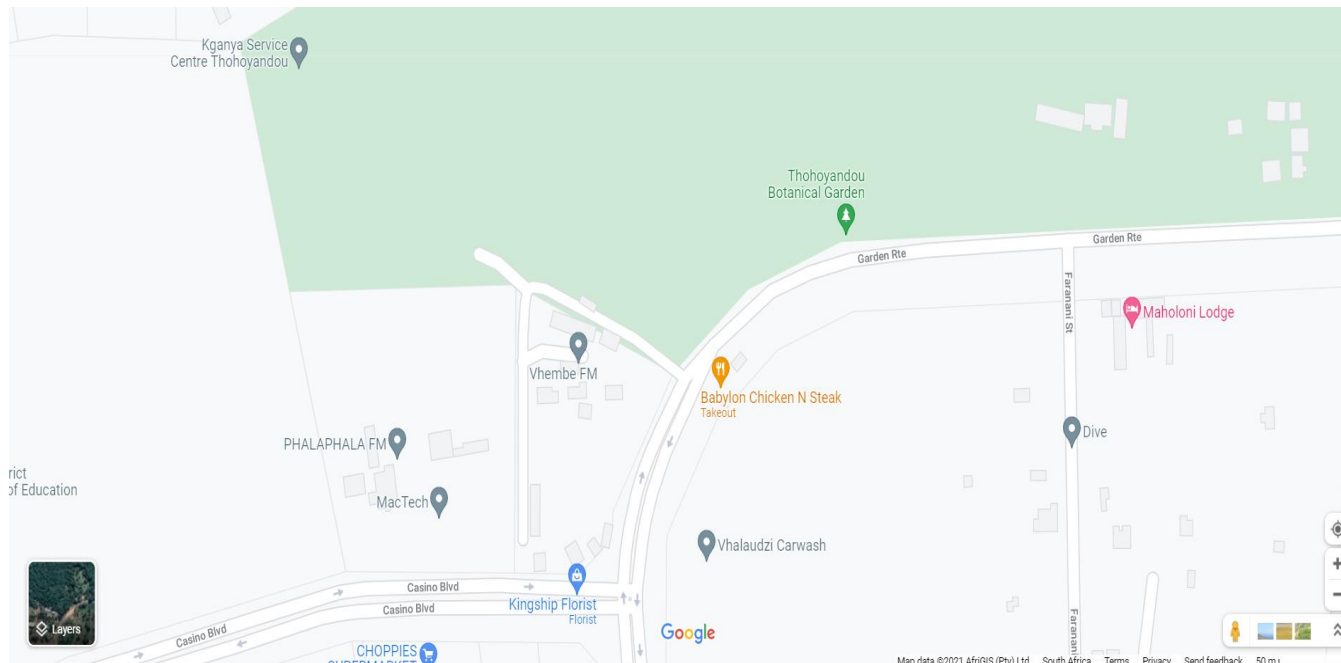 Kganya Service
Centre Thohoyandou
Thohoyandou
Botanical Garden
Garden Rte
Garden Rte
Faranani St
Maholoni Lodge
Vhembe FM
Babylon Chicken N Steak
Takeout
Dive
PHALAPHALA FM
rict
of Education
MacTech
Vhalaudzi Carwash
Casino Blvd
Casino Blvd
Casino Blvd
Kingship Florist
Florist
Faranani
Layers
Google
CHOPPIES
SUPERMARKET
Map data ©2021 AfriGIS (Pty) Ltd South Africa Terms Privacy Send feedback 50 m